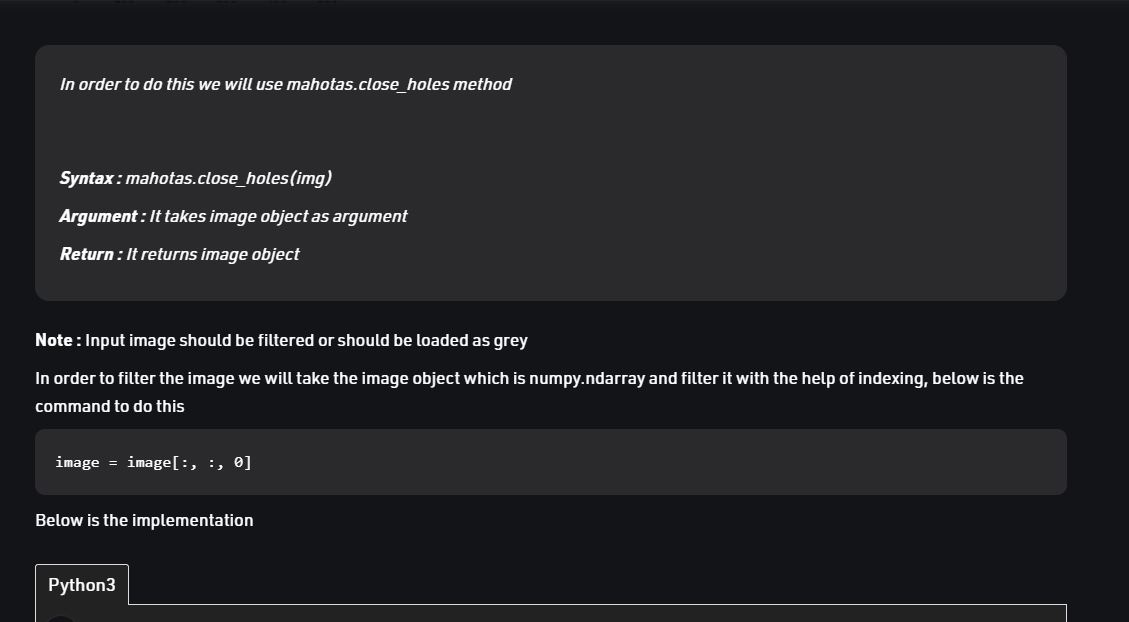 In order to do this we will use mahotas.close_holes method
Syntax : mahotas.close_holes(img)
Argument : It takes image object as argument
Return : It returns image object
Note : Input image should be filtered or should be loaded as grey
In order to filter the image we will take the image object which is numpy.ndarray and filter it with the help of indexing, below is the
command to do this
image = image[:, :, 0]
Below is the implementation
Python3